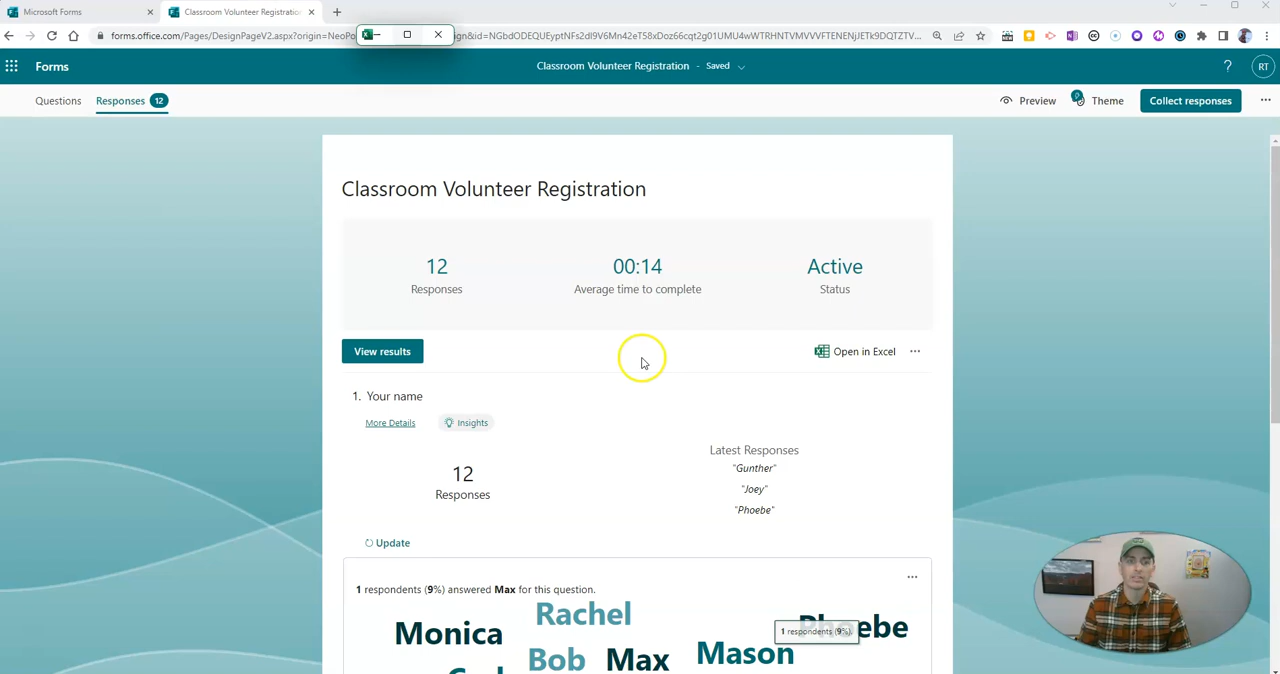 Microsoft Forms
Classroom Volunteer Registration
forms.office.com/Pages/DesignPageV2.aspx?origin=NeoPo
Forms
Classroom Volunteer Registration - Saved
?
RT
Questions
Responses 12
Preview
Theme
Collect responses
Classroom Volunteer Registration
12
Responses
00:14
Average time to complete
Active
Status
View results
Open in Excel
1. Your name
More Details
Insights
12
Responses
Latest Responses
"Gunther"
"Joey"
"Phoebe"
Update
1 respondents (9%) answered Max for this question.
Rachel
Monica
Phoebe
1 respondents (9%)
Bob
Max
Mason